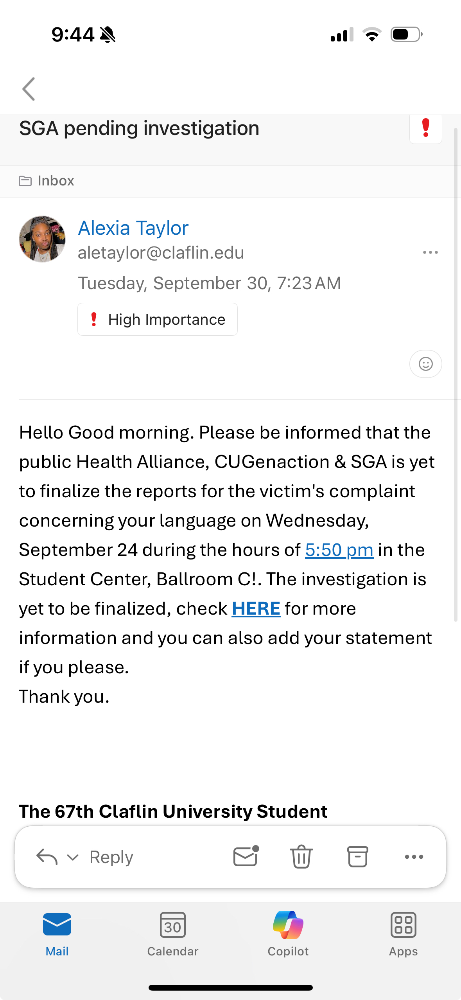 9:44
SGA pending investigation
Inbox
Alexia Taylor
aletaylor@claflin.edu
Tuesday, September 30, 7:23 AM
High Importance
Hello Good morning. Please be informed that the
public Health Alliance, CUGenaction & SGA is yet
to finalize the reports for the victim's complaint
concerning your language on Wednesday,
September 24 during the hours of 5:50 pm in the
Student Center, Ballroom C!. The investigation is
yet to be finalized, check HERE for more
information and you can also add your statement
if you please.
Thank you.
The 67th Claflin University Student
Reply
30
Mail
Calendar
Copilot
Apps